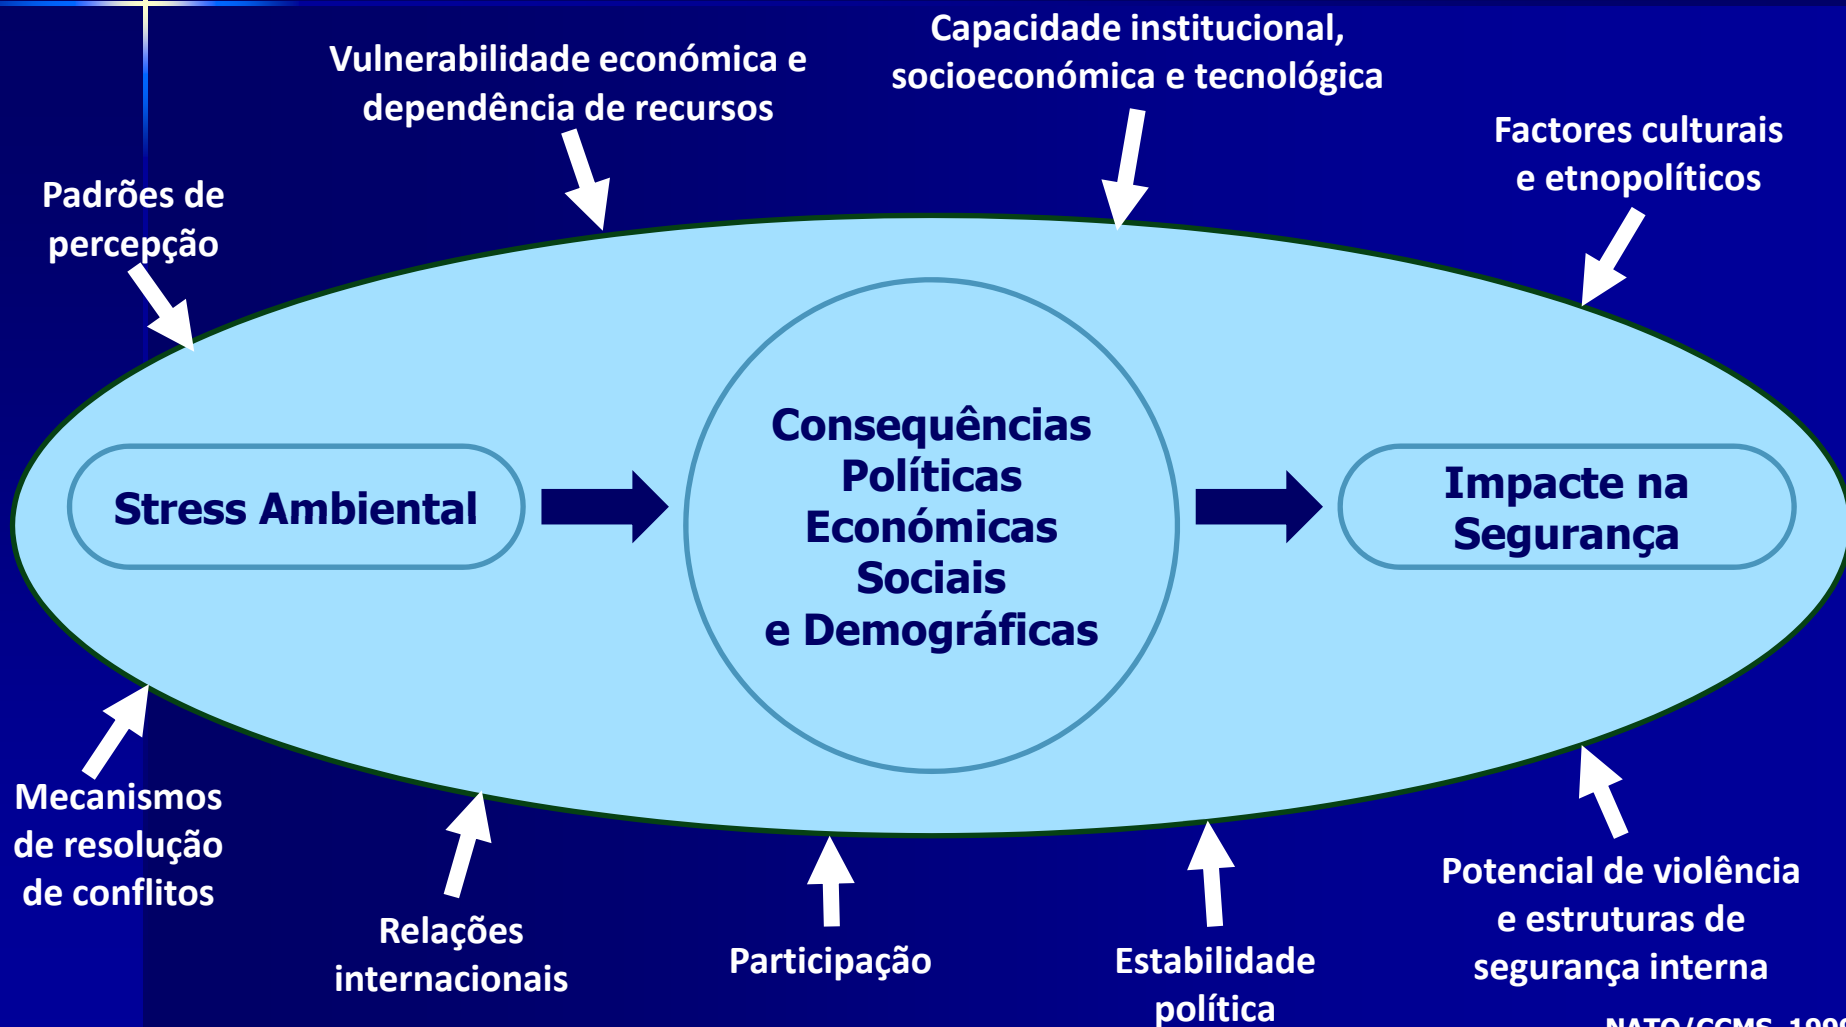 Capacidade institucional,
socioeconómica e tecnológica
Vulnerabilidade económica e
dependência de recursos
Factores culturais
e etnopolíticos
Padrões de
percepção
Stress Ambiental
Consequências
Políticas
Económicas
Sociais
e Demográficas
Impacte na
Segurança
Mecanismos
de resolução
de conflitos
Relações
internacionais
Participação
Estabilidade
política
Potencial de violência
e estruturas de
segurança interna
NATO/CCMS,